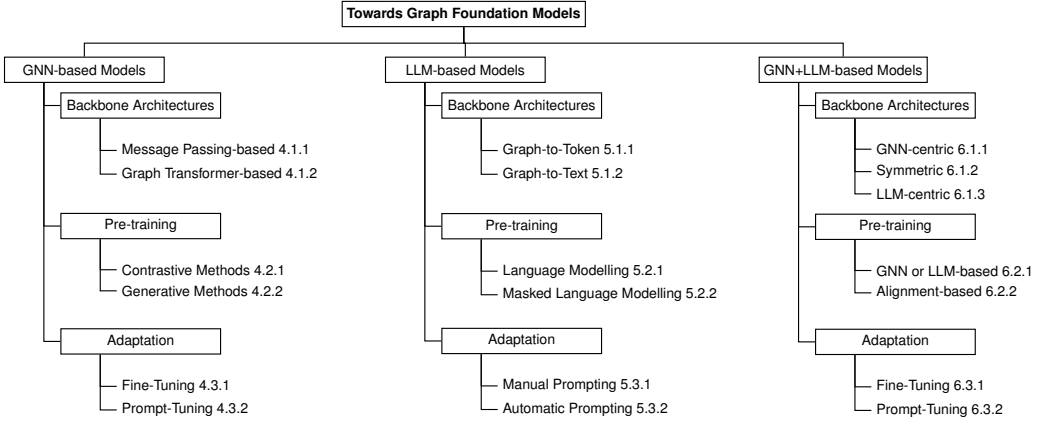 Towards Graph Foundation Models
GNN-based Models
Backbone Architectures
Message Passing-based 4.1.1
Graph Transformer-based 4.1.2
Pre-training
Contrastive Methods 4.2.1
Generative Methods 4.2.2
Adaptation
Fine-Tuning 4.3.1
Prompt-Tuning 4.3.2
LLM-based Models
Backbone Architectures
Graph-to-Token 5.1.1
Graph-to-Text 5.1.2
Pre-training
Language Modelling 5.2.1
Masked Language Modelling 5.2.2
Adaptation
Manual Prompting 5.3.1
Automatic Prompting 5.3.2
GNN+LLM-based Models
Backbone Architectures
GNN-centric 6.1.1
Symmetric 6.1.2
LLM-centric 6.1.3
Pre-training
GNN or LLM-based 6.2.1
Alignment-based 6.2.2
Adaptation
Fine-Tuning 6.3.1
Prompt-Tuning 6.3.2